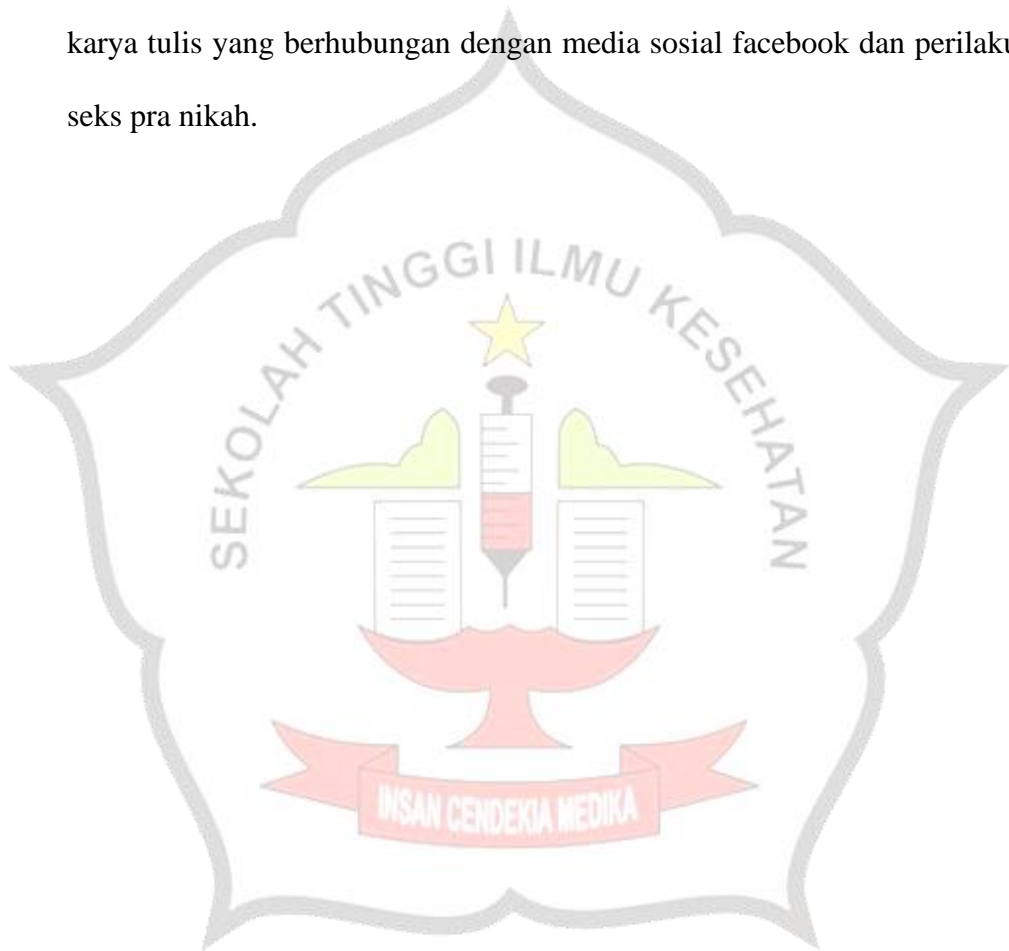 karya tulis yang berhubungan dengan media sosial facebook dan perilaku
seks pra nikah.
SEKOLAH TINGGI ILMU KESEHATAN
INSAN CENDEKIA MEDIKA